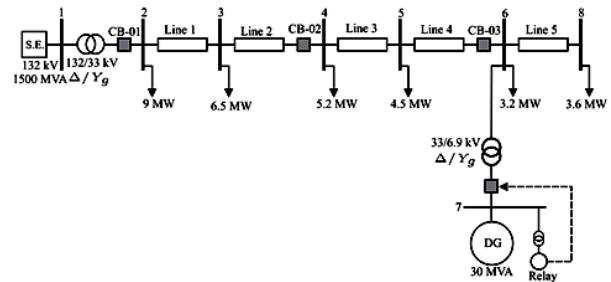 1
2
3
4
5
6
8
CB-01
Line 1
Line 2
CB-02
Line 3
Line 4
CB-03
Line 5
S.E.
132 kV
1500 MVA
132/33 kV
Δ / Yg
9 MW
6.5 MW
5.2 MW
4.5 MW
3.2 MW
3.6 MW
33/6.9 kV
Δ / Yg
7
DG
30 MVA
Relay